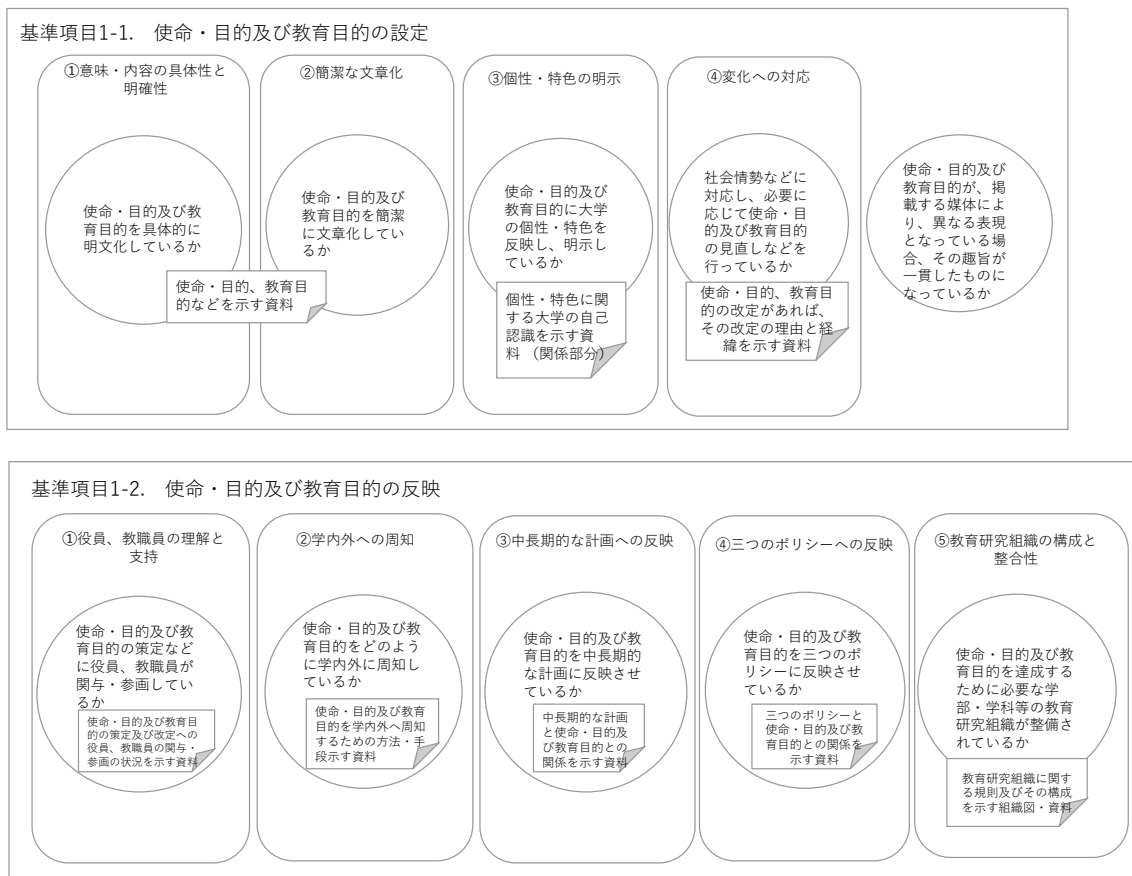 基準項目1-1.　使命・目的及び教育目的の設定
①意味・内容の具体性と
明確性
使命・目的及び教
育目的を具体的に
明文化しているか
②簡潔な文章化
使命・目的及び
教育目的を簡潔
に文章化してい
るか
使命・目的、教育目
的などを示す資料
③個性・特色の明示
使命・目的及び
教育目的に大学
の個性・特色を
反映し、明示し
ているか
個性・特色に関
する大学の自己
認識を示す資
料 （関係部分）
④変化への対応
社会情勢などに
対応し、必要に
応じて使命・目
的及び教育目的
の見直しなどを
行っているか
使命・目的、教育目
的の改定があれば、
その改定の理由と経
緯を示す資料
使命・目的及び
教育目的が、掲
載する媒体によ
り、異なる表現
となっている場
合、その趣旨が
一貫したものに
なっているか
基準項目1-2.　使命・目的及び教育目的の反映
①役員、教職員の理解と
支持
使命・目的及び教
育目的の策定など
に役員、教職員が
関与・参画してい
るか
使命・目的及び教育目
的の策定及び改定への
役員、教職員の関与・
参画の状況を示す資料
②学内外への周知
使命・目的及び教
育目的をどのよう
に学内外に周知し
ているか
使命・目的及び教育
目的を学内外へ周知
するための方法・手
段示す資料
③中長期的な計画への反映
使命・目的及び教
育目的を中長期的
な計画に反映させ
ているか
中長期的な計画
と使命・目的及
び教育目的との
関係を示す資料
④三つのポリシーへの反映
使命・目的及び教
育目的を三つのポ
リシーに反映させ
ているか
三つのポリシーと
使命・目的及び教
育目的との関係を
示す資料
⑤教育研究組織の構成と
整合性
使命・目的及び教
育目的を達成する
ために必要な学
部・学科等の教育
研究組織が整備さ
れているか
教育研究組織に関す
る規則及びその構成
を示す組織図・資料